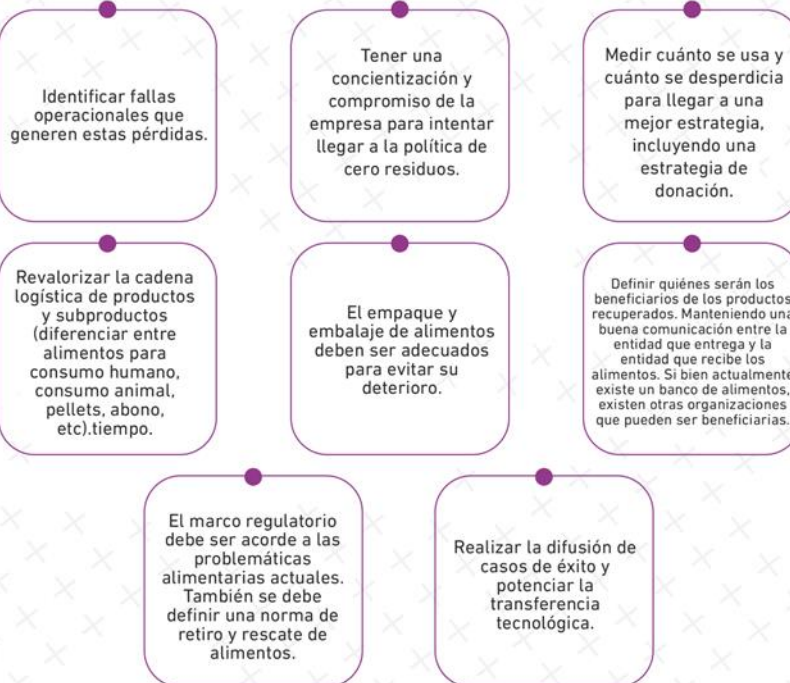 Identificar fallas
operacionales que
generen estas pérdidas.
Tener una
concientización y
compromiso de la
empresa para intentar
llegar a la política de
cero residuos.
Medir cuánto se usa y
cuánto se desperdicia
para llegar a una
mejor estrategia,
incluyendo una
estrategia de
donación.
Revalorizar la cadena
logística de productos
y subproductos
(diferenciar entre
alimentos para
consumo humano,
consumo animal,
pellets, abono,
etc).tiempo.
El empaque y
embalaje de alimentos
deben ser adecuados
para evitar su
deterioro.
Definir quiénes serán los
beneficiarios de los productos
recuperados. Manteniendo una
buena comunicación entre la
entidad que entrega y la
entidad que recibe los
alimentos. Si bien actualmente
existe un banco de alimentos,
existen otras organizaciones
que pueden ser beneficiarias.
El marco regulatorio
debe ser acorde a las
problemáticas
alimentarias actuales.
También se debe
definir una norma de
retiro y rescate de
alimentos.
Realizar la difusión de
casos de éxito y
potenciar la
transferencia
tecnológica.